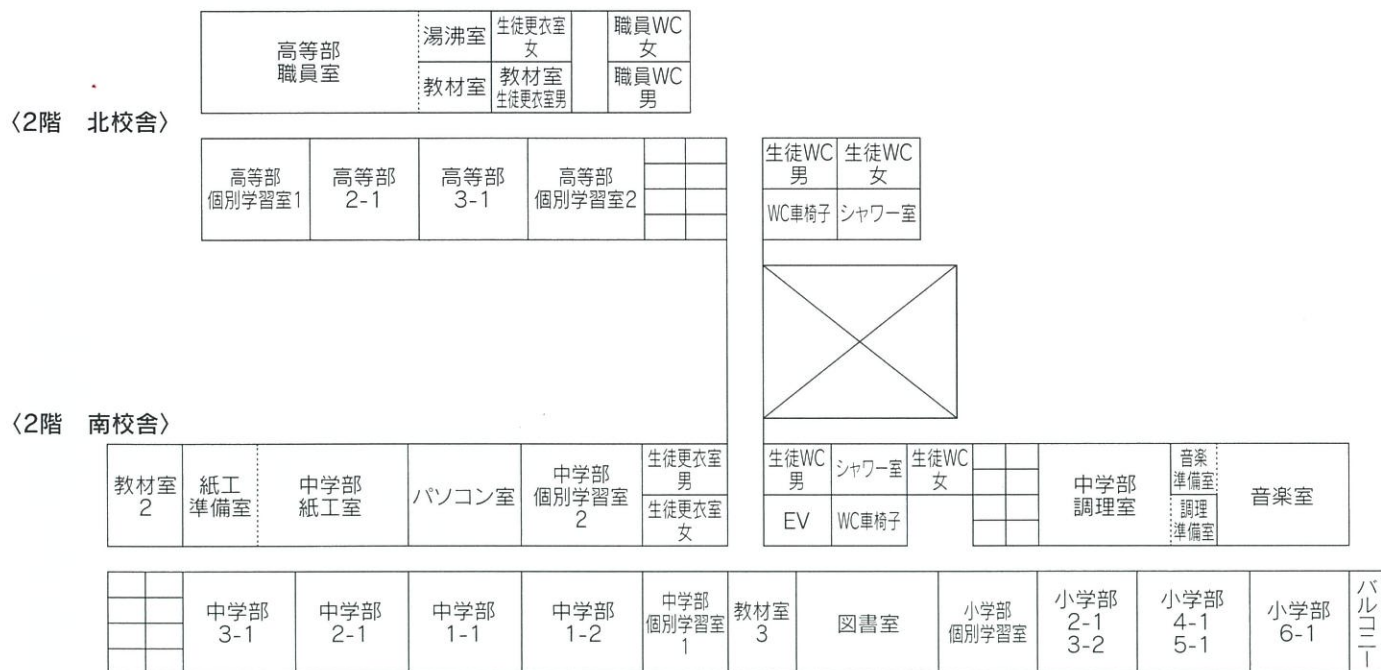 高等部
職員室
湯沸室
生徒更衣室
女
職員WC
女
教材室
教材室
生徒更衣室男
職員WC
男
〈2階 北校舎〉
高等部
個別学習室1
高等部
2-1
高等部
3-1
高等部
個別学習室2
生徒WC
男
生徒WC
女
WC車椅子
シャワー室
〈2階 南校舎〉
教材室
2
紙工
準備室
中学部
紙工室
パソコン室
中学部
個別学習室
2
生徒更衣室
男
生徒更衣室
女
生徒WC
男
シャワー室
生徒WC
女
EV
WC車椅子
中学部
調理室
音楽
準備室
調理
準備室
音楽室
中学部
3-1
中学部
2-1
中学部
1-1
中学部
1-2
中学部
個別学習室
1
教材室
3
図書室
小学部
個別学習室
小学部
2-1
3-2
小学部
4-1
5-1
小学部
6-1
バルコニー